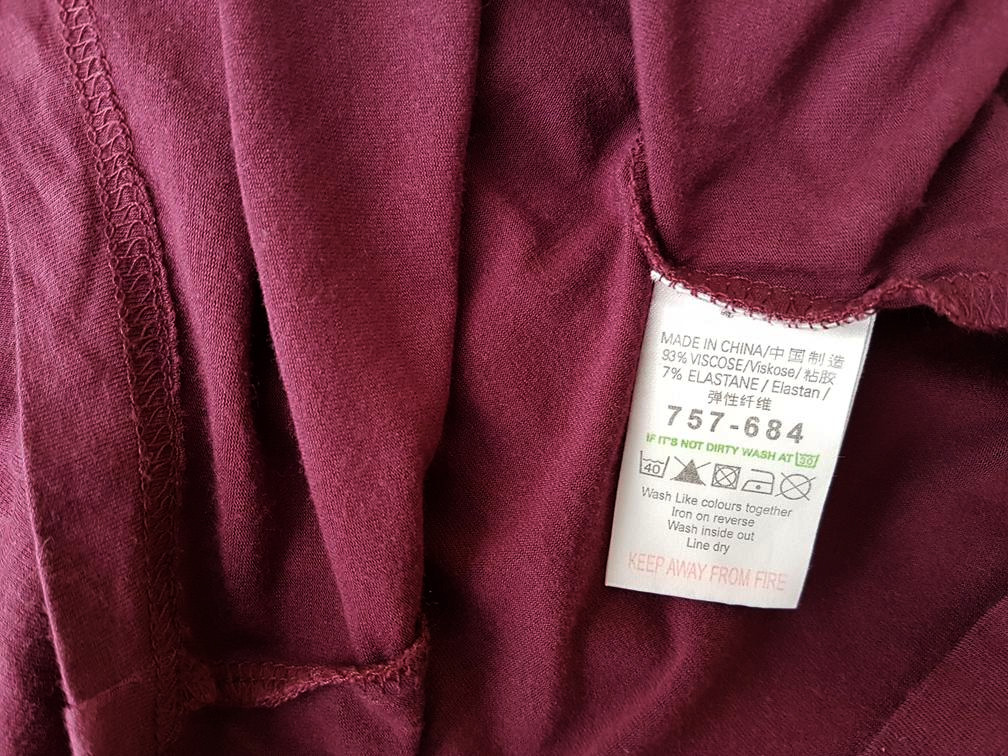 MADE IN CHINA/中国制造
93% VISCOSE/Viskose/粘胶
7% ELASTANE / Elastan /
弹性纤维
757-684
IF IT'S NOT DIRTY WASH AT 30
40
Wash Like colours together
Iron on reverse
Wash inside out
Line dry
KEEP AWAY FROM FIRE